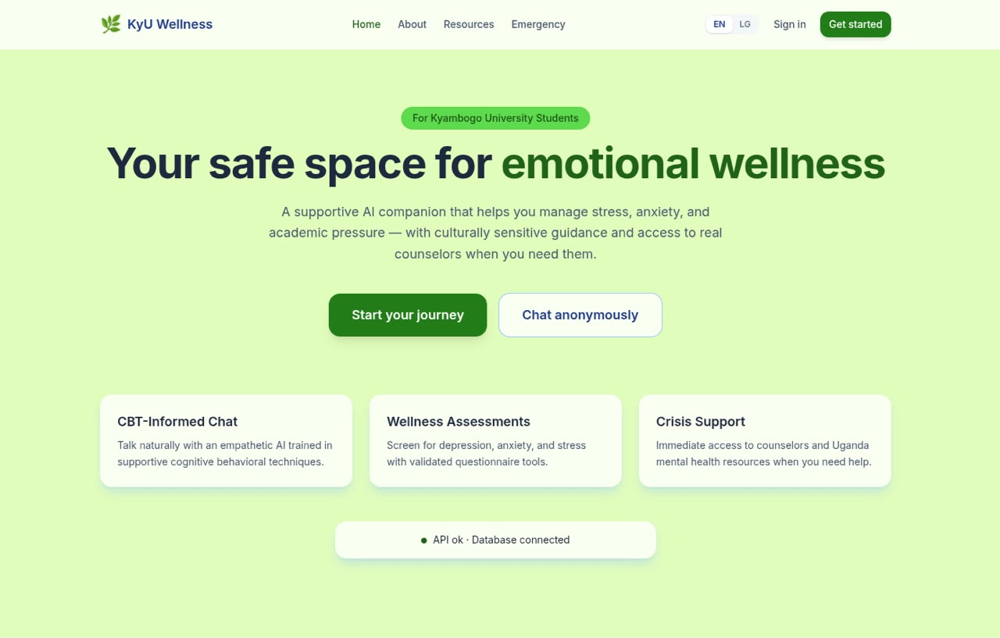 KyU Wellness
Home
About
Resources
Emergency
EN
LG
Sign in
Get started
For Kyambogo University Students
Your safe space for emotional wellness
A supportive AI companion that helps you manage stress, anxiety, and
academic pressure — with culturally sensitive guidance and access to real
counselors when you need them.
Start your journey
Chat anonymously
CBT-Informed Chat
Talk naturally with an empathetic AI trained in
supportive cognitive behavioral techniques.
Wellness Assessments
Screen for depression, anxiety, and stress
with validated questionnaire tools.
Crisis Support
Immediate access to counselors and Uganda
mental health resources when you need help.
API ok · Database connected